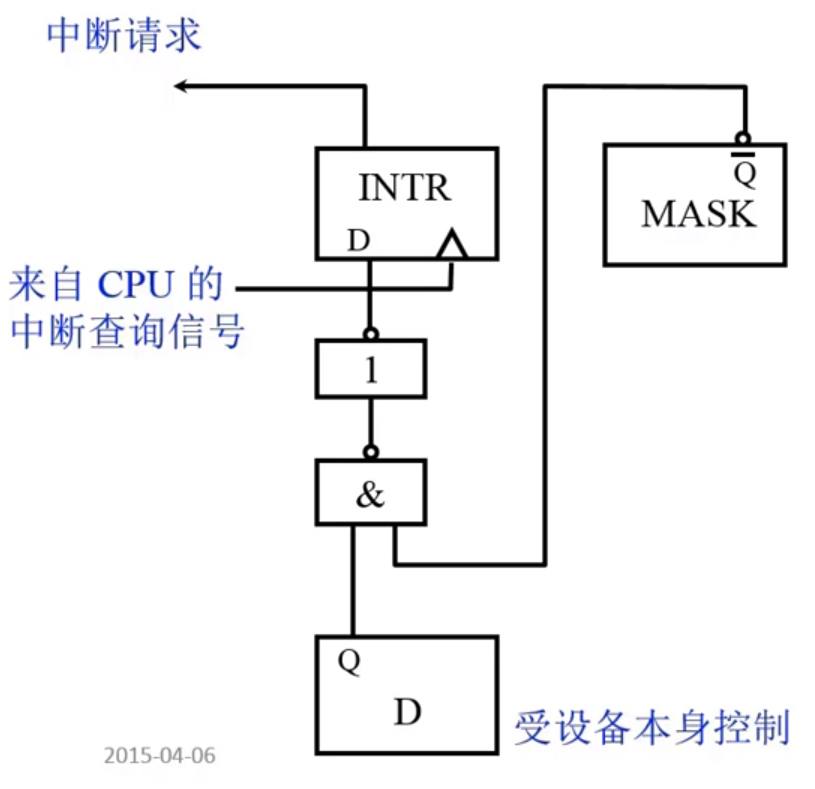 中断请求
INTR
D
Q̅
MASK
来自 CPU 的
中断查询信号
1
&
Q
D
受设备本身控制
2015-04-06